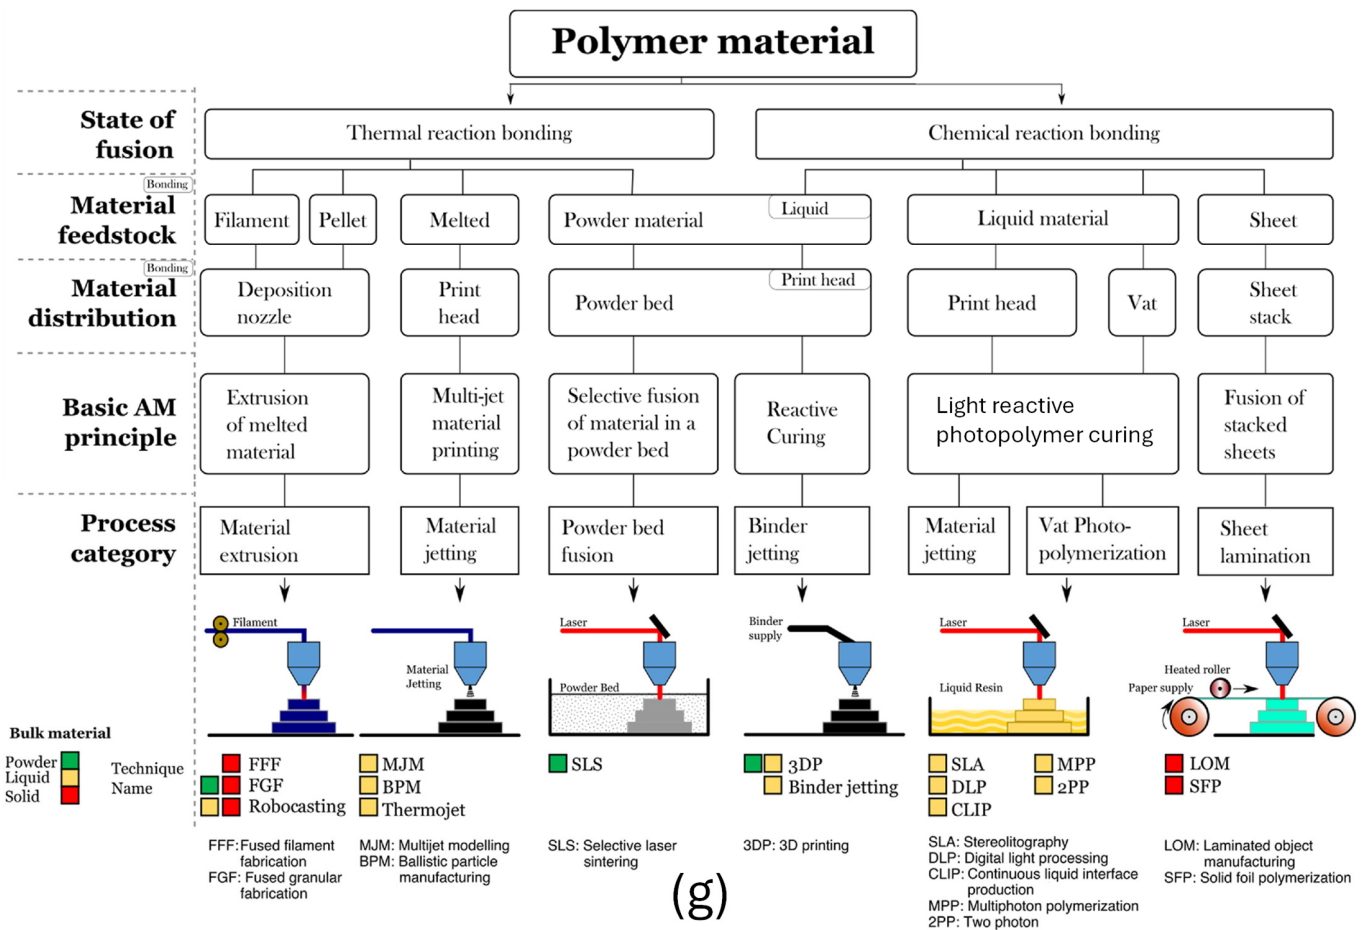 Polymer material
State of
fusion
Thermal reaction bonding
Chemical reaction bonding
Bonding
Material
feedstock
Filament
Pellet
Melted
Powder material
Liquid
Liquid material
Sheet
Bonding
Material
distribution
Deposition
nozzle
Print
head
Powder bed
Print head
Print head
Vat
Sheet
stack
Basic AM
principle
Extrusion
of melted
material
Multi-jet
material
printing
Selective fusion
of material in a
powder bed
Reactive
Curing
Light reactive
photopolymer curing
Fusion of
stacked
sheets
Process
category
Material
extrusion
Material
jetting
Powder bed
fusion
Binder
jetting
Material
jetting
Vat Photo-
polymerization
Sheet
lamination
Filament
Material
Jetting
Laser
Powder Bed
Binder
supply
Laser
Liquid Resin
Laser
Heated roller
Paper supply
Bulk material
Powder
Liquid
Solid
Technique
Name
FFF
FGF
Robocasting
MJM
BPM
Thermojet
SLS
3DP
Binder jetting
SLA
DLP
CLIP
MPP
2PP
LOM
SFP
FFF:Fused filament
fabrication
FGF: Fused granular
fabrication
MJM: Multijet modelling
BPM: Ballistic particle
manufacturing
SLS: Selective laser
sintering
3DP: 3D printing
SLA: Stereolitography
DLP: Digital light processing
CLIP: Continuous liquid interface
production
MPP: Multiphoton polymerization
2PP: Two photon
LOM: Laminated object
manufacturing
SFP: Solid foil polymerization
(g)